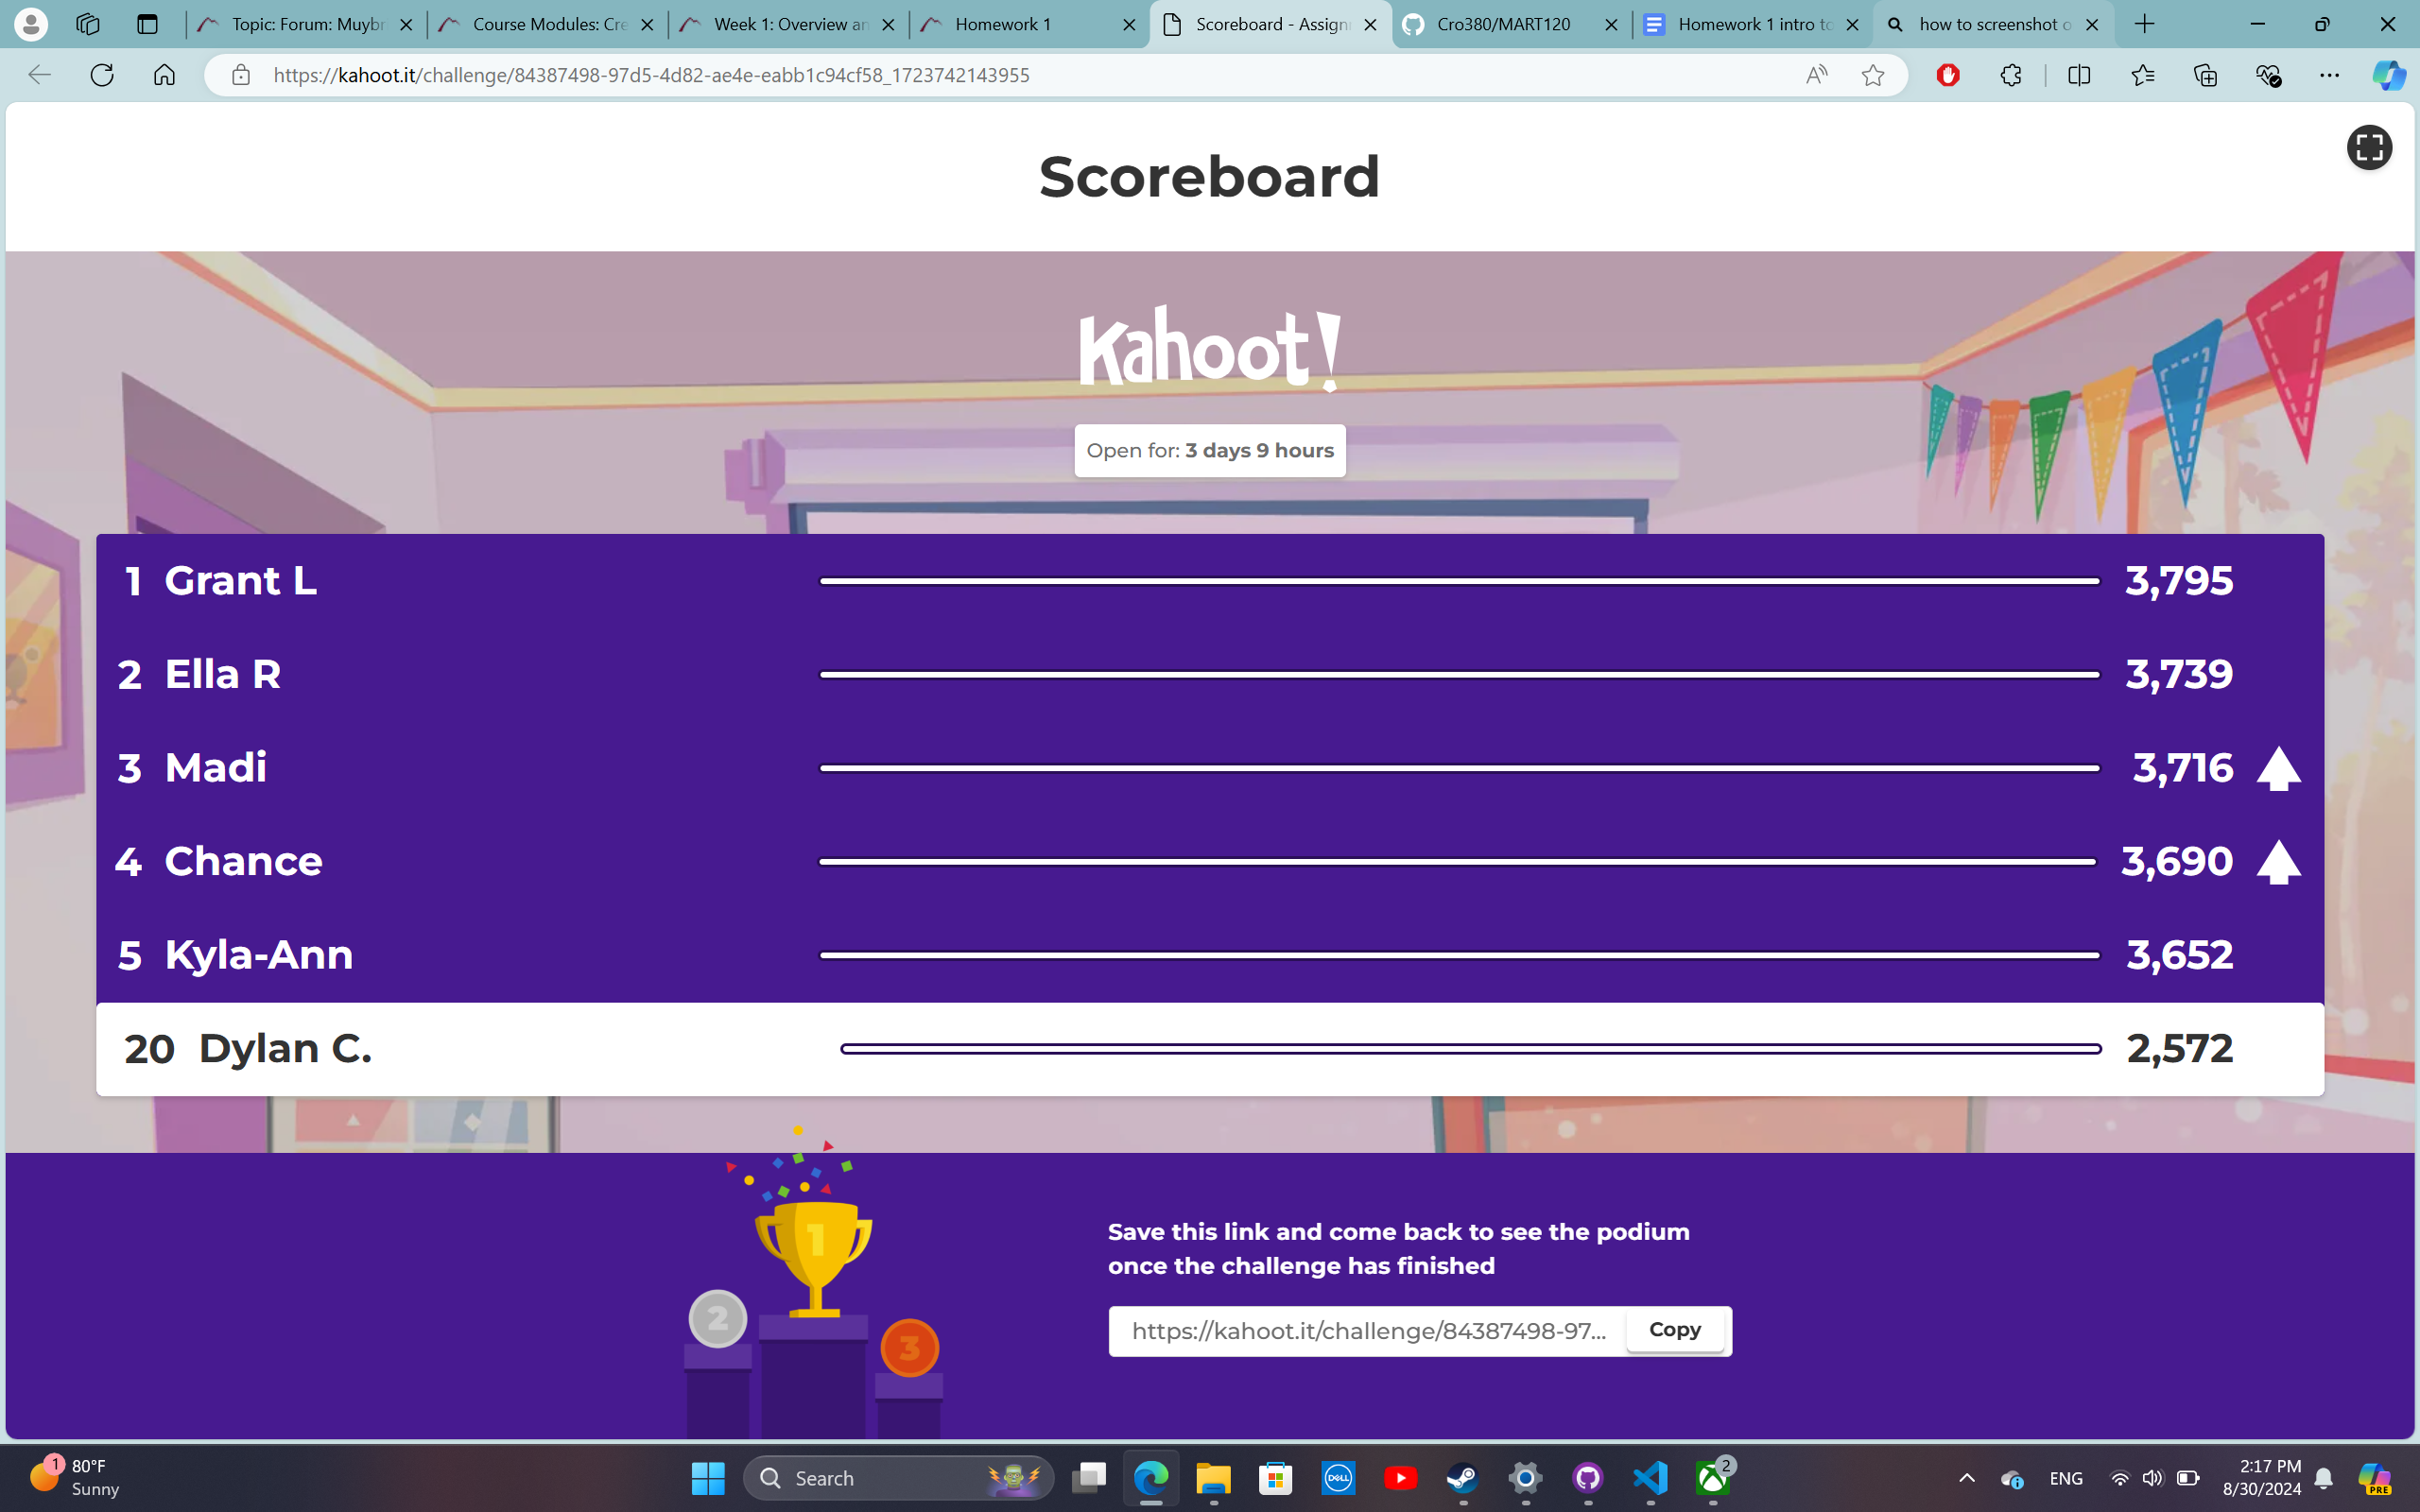 Topic: Forum: Muybr
Course Modules: Cre
Week 1: Overview an
Homework 1
Scoreboard - Assign
Cro380/MART120
Homework 1 intro to
how to screenshot o
https://kahoot.it/challenge/84387498-97d5-4d82-ae4e-eabb1c94cf58_1723742143955
Scoreboard
Kahoot!
Open for: 3 days 9 hours
1 Grant L 3,795
2 Ella R 3,739
3 Madi 3,716
4 Chance 3,690
5 Kyla-Ann 3,652
20 Dylan C. 2,572
1
2
3
Save this link and come back to see the podium
once the challenge has finished
https://kahoot.it/challenge/84387498-97... Copy
1
80°F
Sunny
Search
DELL
2
ENG
2:17 PM
8/30/2024
PRE